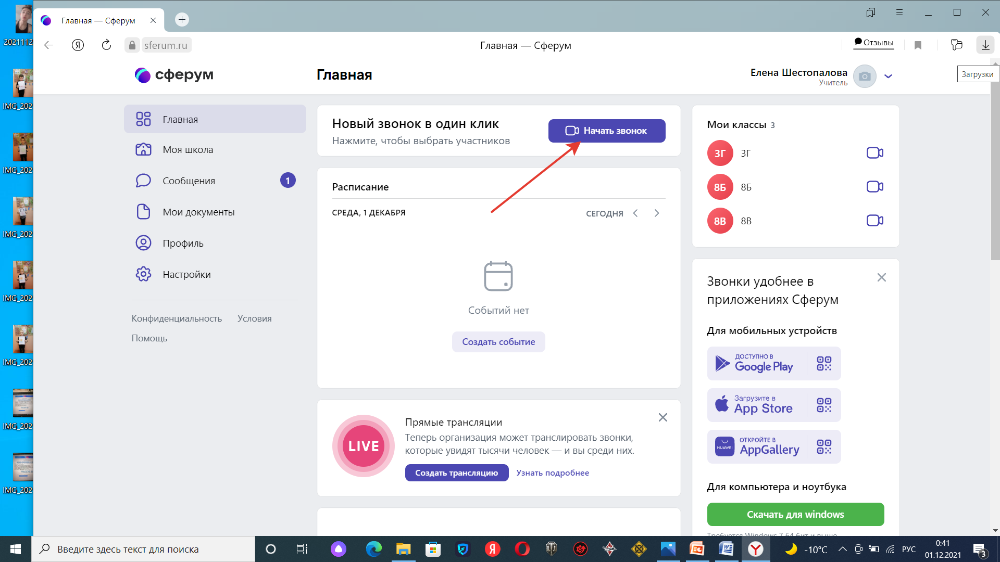 Главная — Сферум
2021112
sferum.ru
Главная — Сферум
Отзывы
Загрузки
сферум
Главная
Елена Шестопалова
Учитель
IMG_202
Главная
Моя школа
Сообщения
1
Мои документы
Профиль
Настройки
Конфиденциальность Условия
Помощь
Новый звонок в один клик
Нажмите, чтобы выбрать участников
Начать звонок
Расписание
СРЕДА, 1 ДЕКАБРЯ
СЕГОДНЯ
Событий нет
Создать событие
LIVE
Прямые трансляции
Теперь организация может транслировать звонки,
которые увидят тысячи человек — и вы среди них.
Создать трансляцию Узнать подробнее
Мои классы 3
3Г 3Г
8Б 8Б
8В 8В
Звонки удобнее в
приложениях Сферум
Для мобильных устройств
ДОСТУПНО В
Google Play
Загрузите в
App Store
HUAWEI
ОТКРОЙТЕ В
AppGallery
Для компьютера и ноутбука
Скачать для windows
Требуется Windows 7 64 бит и выше
IMG_202
IMG_202
IMG_202
IMG_202
IMG_202
IMG_202
Введите здесь текст для поиска
-10°C
РУС
0:41
01.12.2021
3